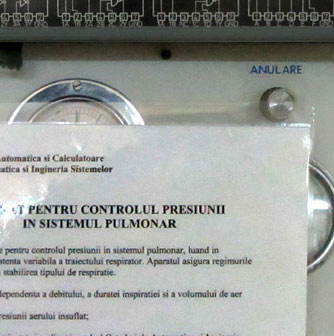 ANULARE
Automatica si Calculatoare
atica si Ingineria Sistemelor
PENTRU CONTROLUL PRESIUNII
IN SISTEMUL PULMONAR
pentru controlul presiunii in sistemul pulmonar, luand in
stenta variabila a traiectului respirator. Aparatul asigura regimurile
stabilirea tipului de respiratie.
dependenta a debitului, a duratei inspiratiei si a volumului de aer
resiunii aerului insuflat;